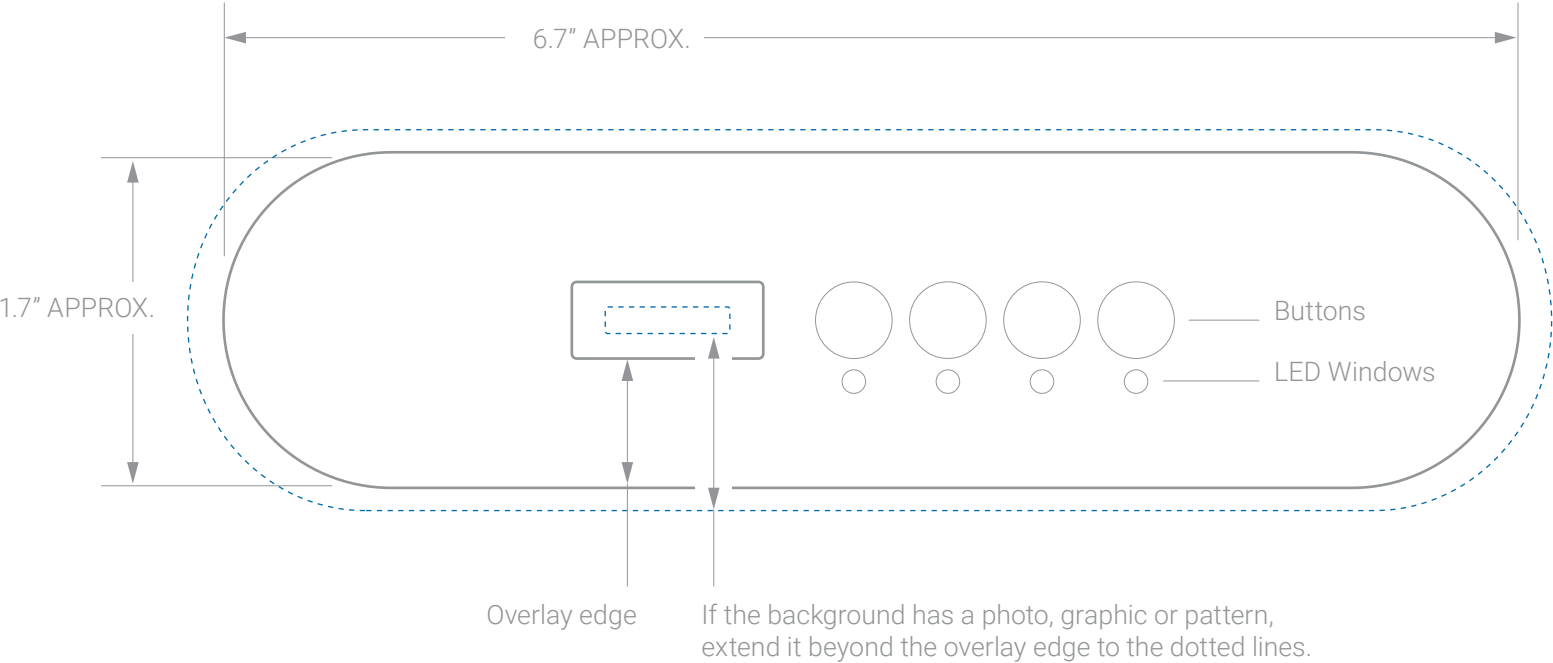 6.7” APPROX.
1.7” APPROX.
Buttons
LED Windows
Overlay edge
If the background has a photo, graphic or pattern,
extend it beyond the overlay edge to the dotted lines.